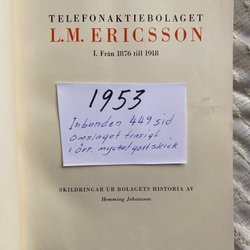 TELEFONAKTIEBOLAGET
L.M. ERICSSON
I. Från 1876 till 1918
1953
Inbunden 449 sid
omslaget trasigt
i övr. mycket gott skick
SKILDRINGAR UR BOLAGETS HISTORIA AV
Hemming Johansson